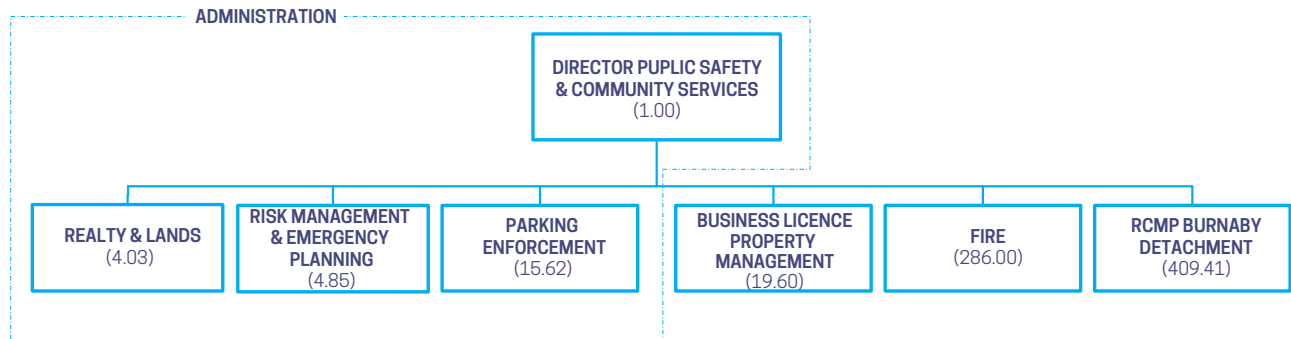 ADMINISTRATION
DIRECTOR PUPLIC SAFETY
& COMMUNITY SERVICES
(1.00)
REALTY & LANDS
(4.03)
RISK MANAGEMENT
& EMERGENCY
PLANNING
(4.85)
PARKING
ENFORCEMENT
(15.62)
BUSINESS LICENCE
PROPERTY
MANAGEMENT
(19.60)
FIRE
(286.00)
RCMP BURNABY
DETACHMENT
(409.41)